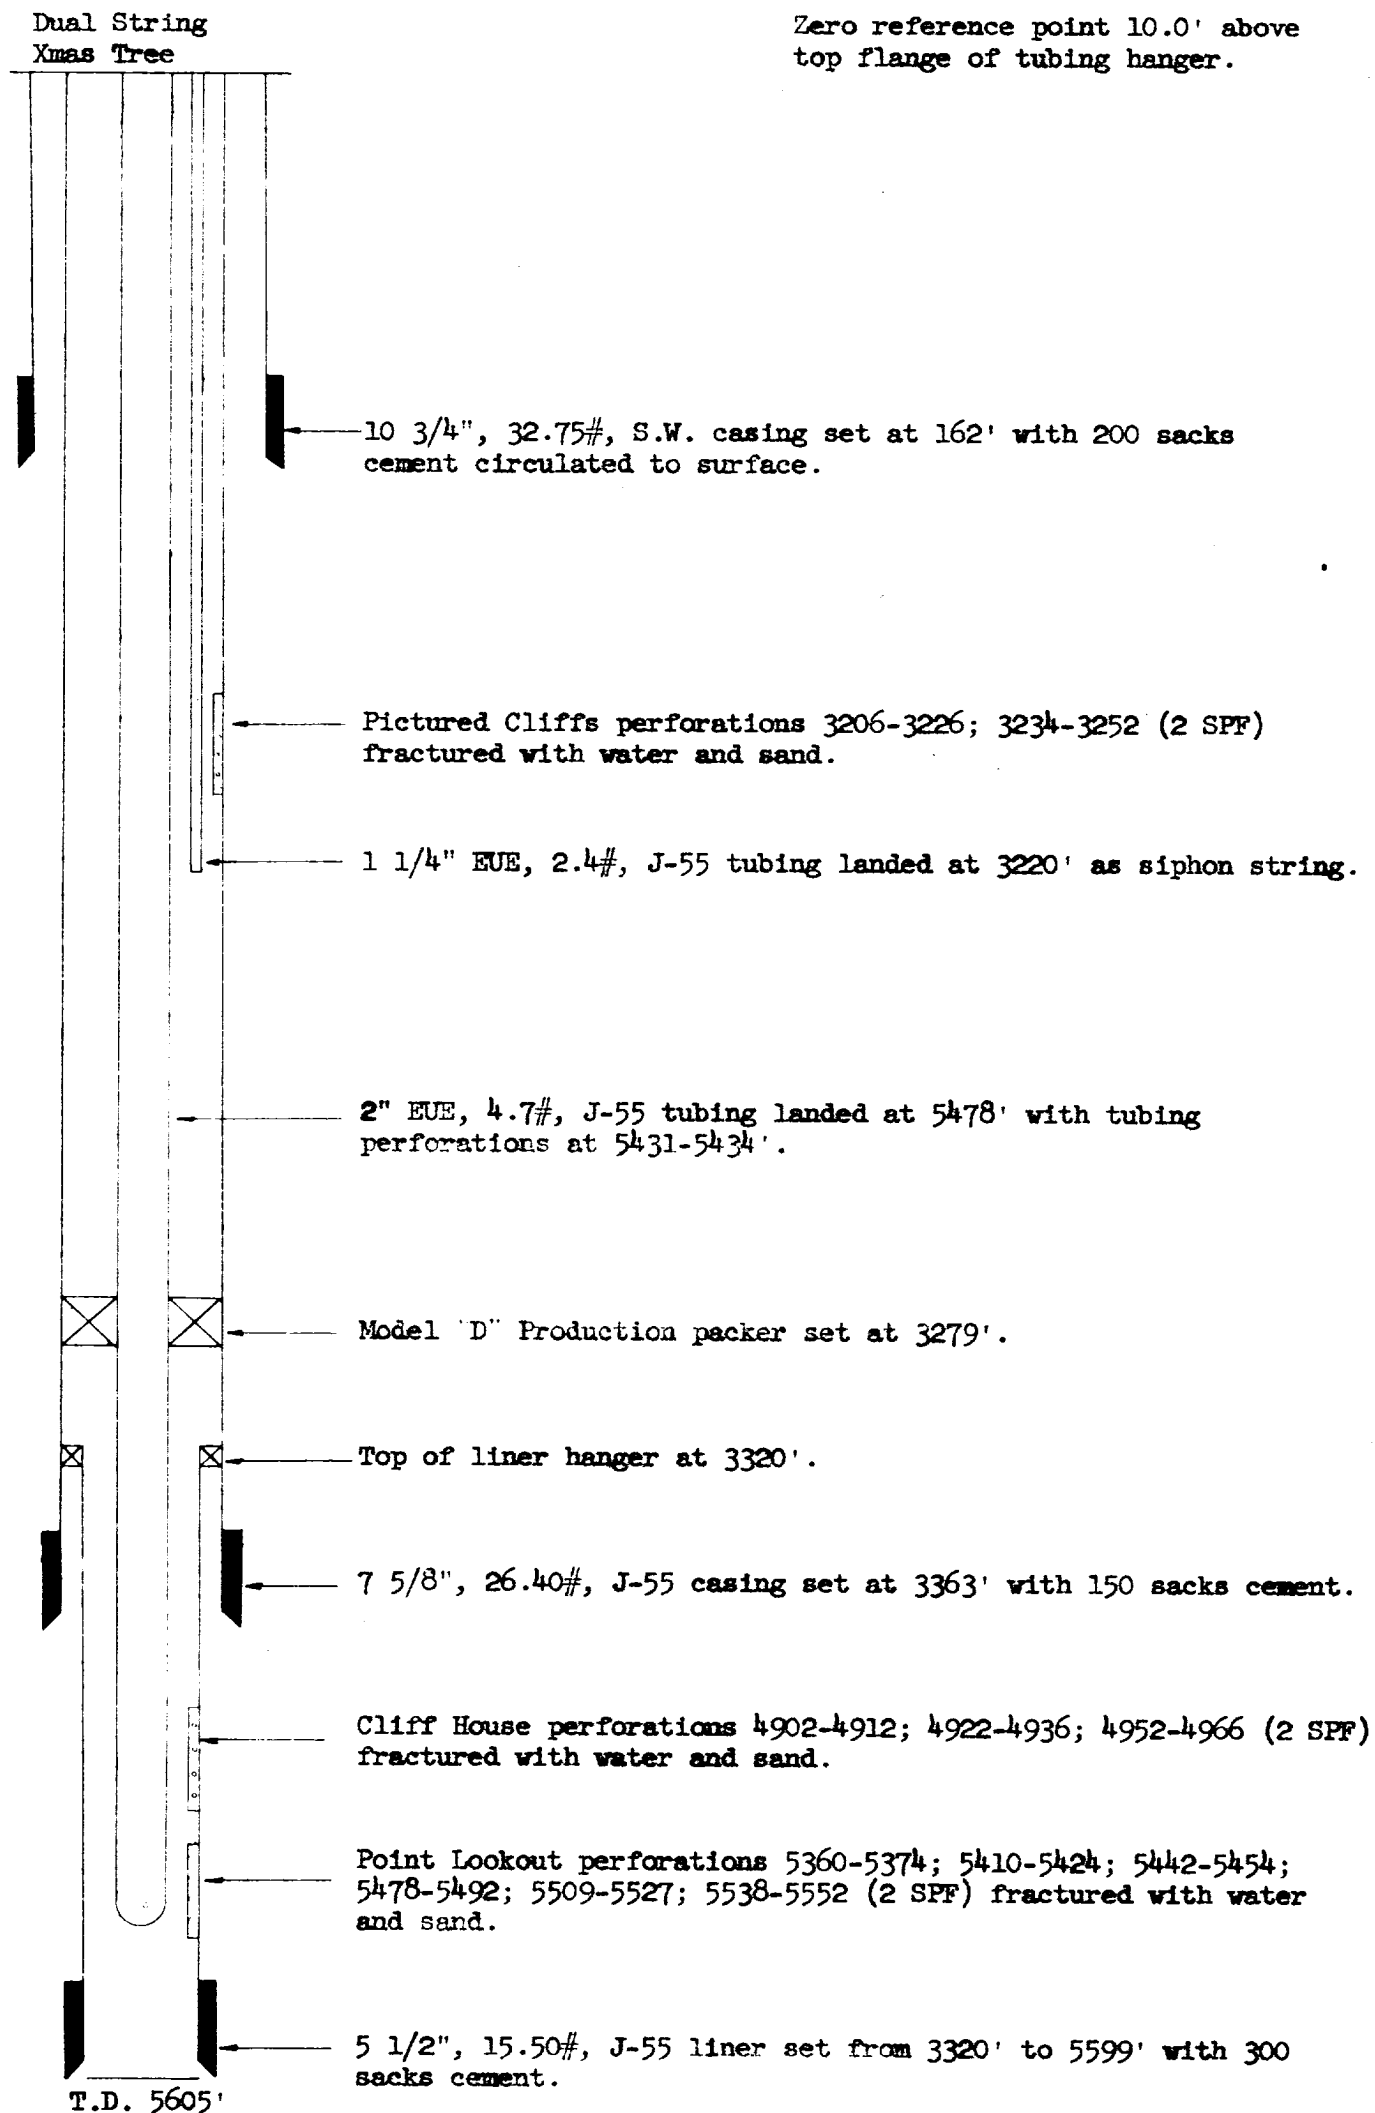 Dual String
Xmas Tree
Zero reference point 10.0' above
top flange of tubing hanger.
10 3/4", 32.75#, S.W. casing set at 162' with 200 sacks
cement circulated to surface.
Pictured Cliffs perforations 3206-3226; 3234-3252 (2 SPF)
fractured with water and sand.
1 1/4" EUE, 2.4#, J-55 tubing landed at 3220' as siphon string.
2" EUE, 4.7#, J-55 tubing landed at 5478' with tubing
perforations at 5431-5434'.
Model 'D" Production packer set at 3279'.
Top of liner hanger at 3320'.
7 5/8", 26.40#, J-55 casing set at 3363' with 150 sacks cement.
Cliff House perforations 4902-4912; 4922-4936; 4952-4966 (2 SPF)
fractured with water and sand.
Point Lookout perforations 5360-5374; 5410-5424; 5442-5454;
5478-5492; 5509-5527; 5538-5552 (2 SPF) fractured with water
and sand.
5 1/2", 15.50#, J-55 liner set from 3320' to 5599' with 300
sacks cement.
T.D. 5605'